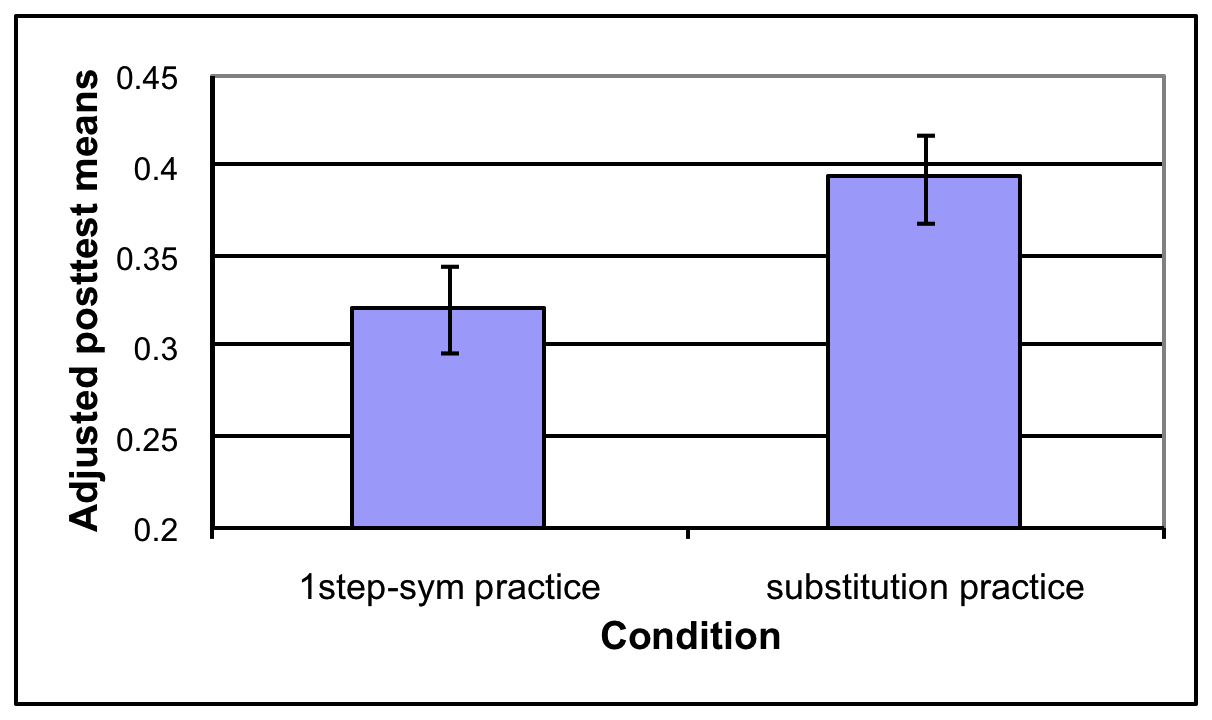 Adjusted posttest means
0.45
0.4
0.35
0.3
0.25
0.2
1step-sym practice
substitution practice
Condition